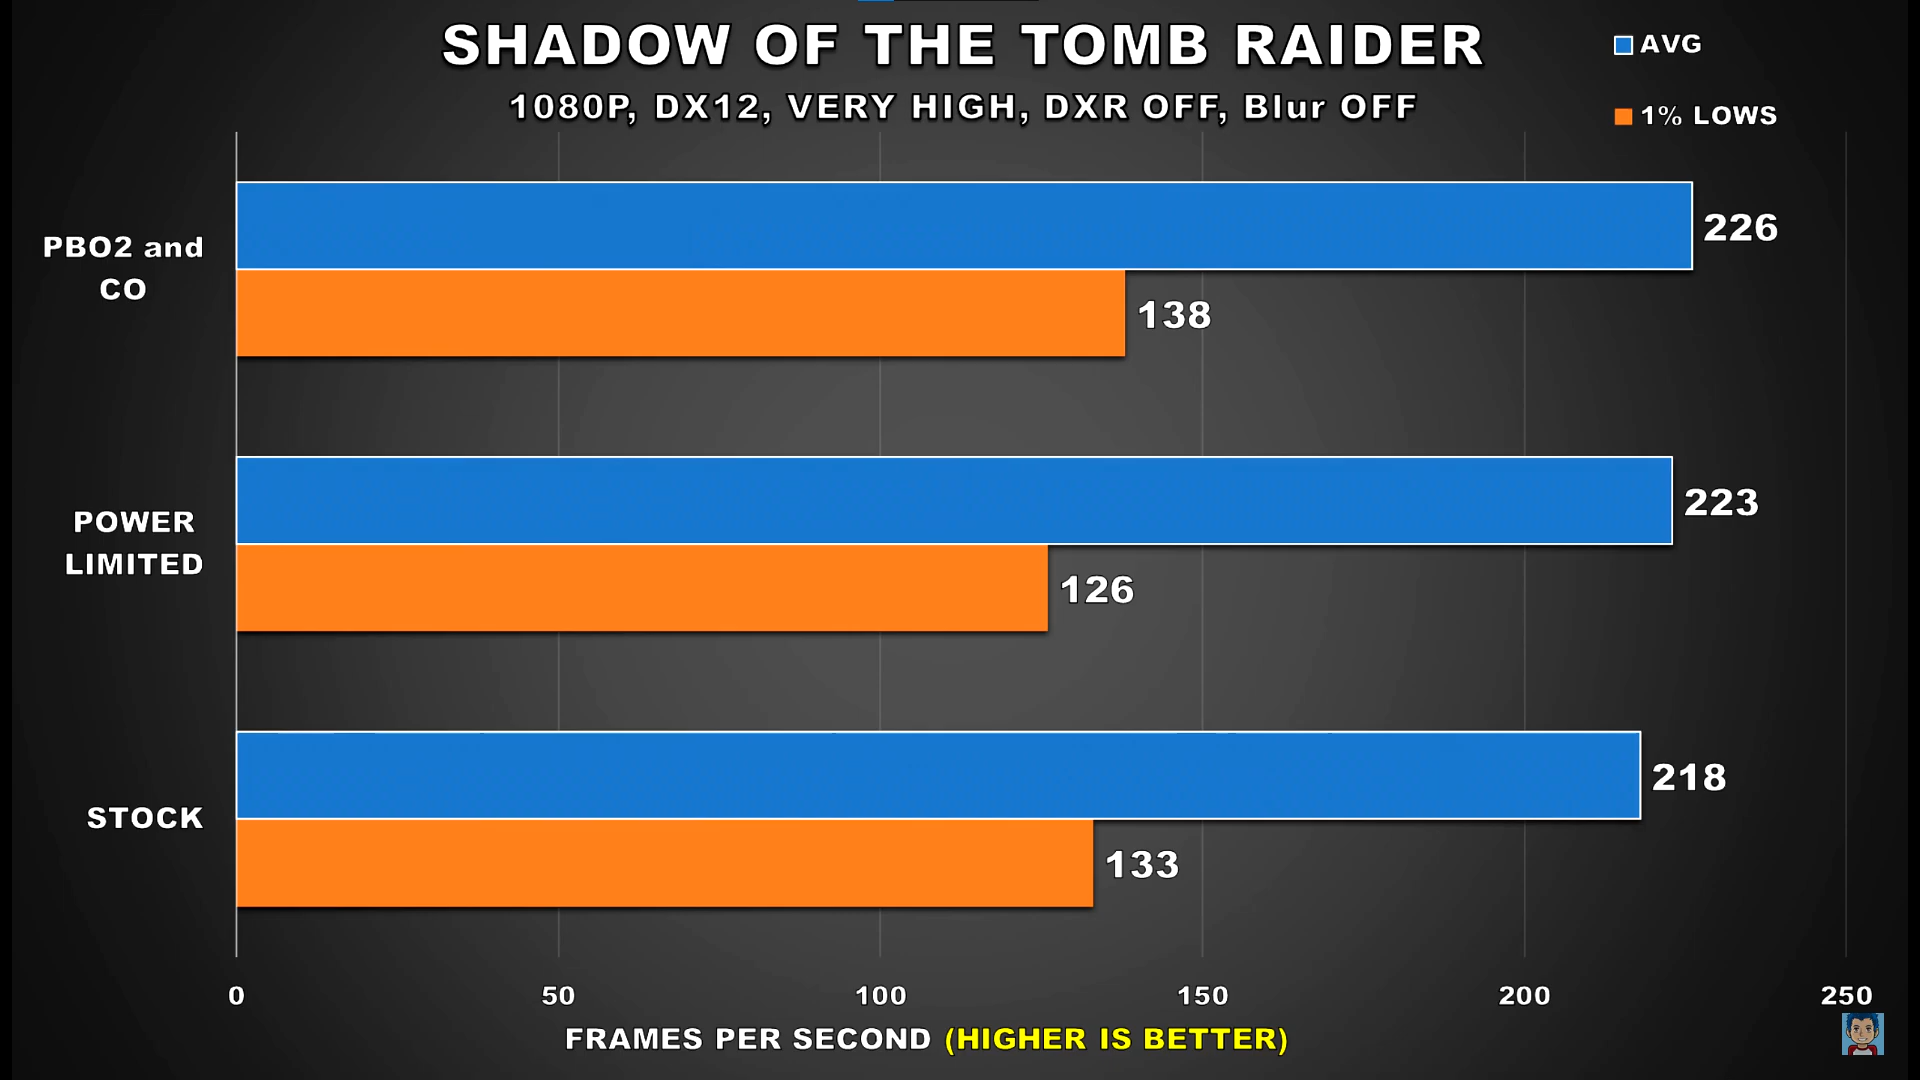 SHADOW OF THE TOMB RAIDER
1080P, DX12, VERY HIGH, DXR OFF, Blur OFF
AVG
1% LOWS
PBO2 and
CO
226
138
POWER
LIMITED
223
126
STOCK
218
133
0 50 100 150 200 250
FRAMES PER SECOND (HIGHER IS BETTER)